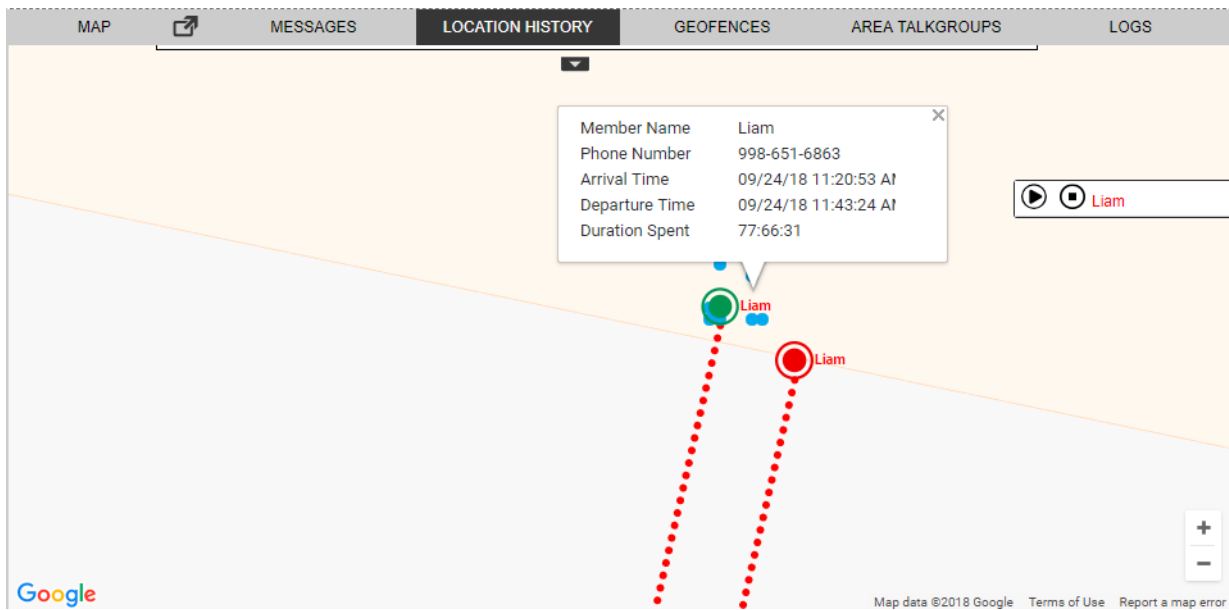 MAP MESSAGES LOCATION HISTORY GEOFENCES AREA TALKGROUPS LOGS
Member Name Liam
Phone Number 998-651-6863
Arrival Time 09/24/18 11:20:53 AM
Departure Time 09/24/18 11:43:24 AM
Duration Spent 77:66:31
Liam
Liam
Liam
Google
Map data ©2018 Google Terms of Use Report a map error